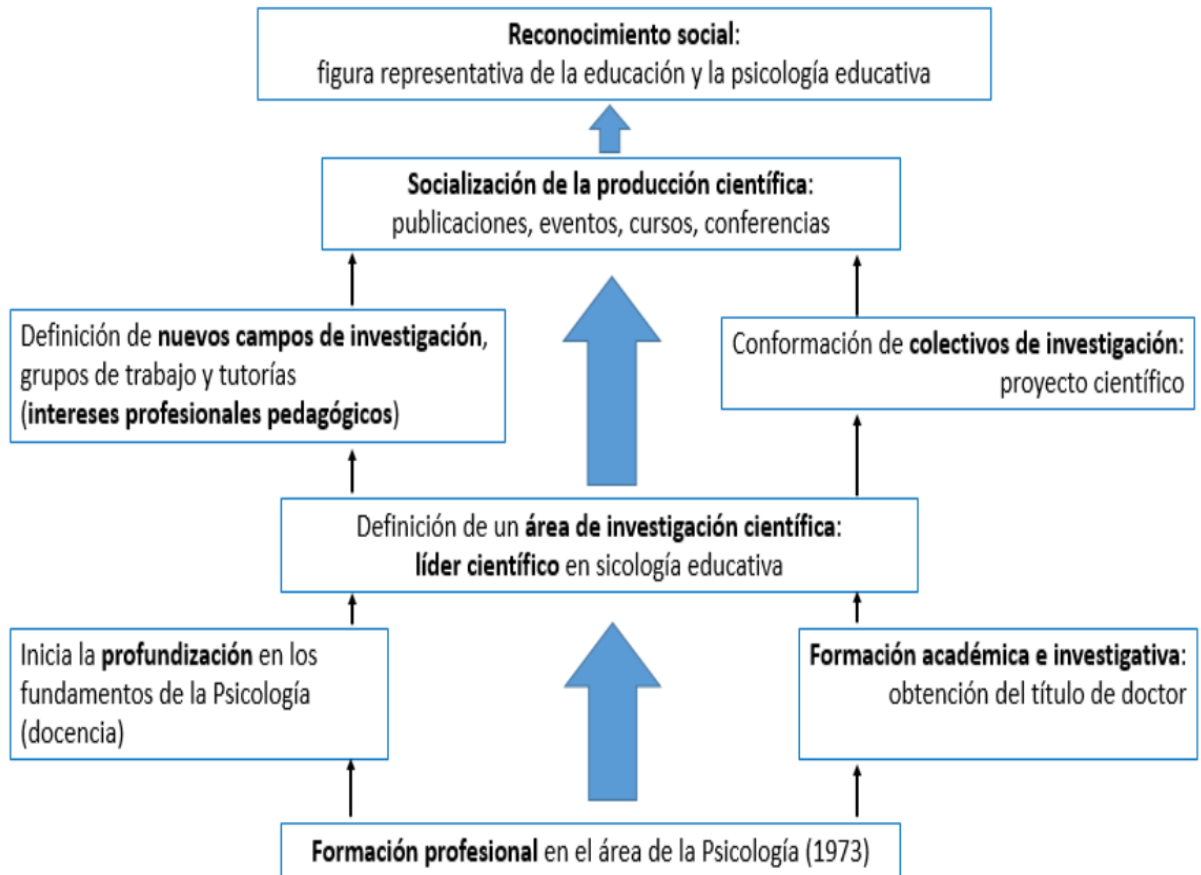 Reconocimiento social:
figura representativa de la educación y la psicología educativa
Socialización de la producción científica:
publicaciones, eventos, cursos, conferencias
Definición de nuevos campos de investigación,
grupos de trabajo y tutorías
(intereses profesionales pedagógicos)
Conformación de colectivos de investigación:
proyecto científico
Definición de un área de investigación científica:
líder científico en sicología educativa
Inicia la profundización en los
fundamentos de la Psicología
(docencia)
Formación académica e investigativa:
obtención del título de doctor
Formación profesional en el área de la Psicología (1973)